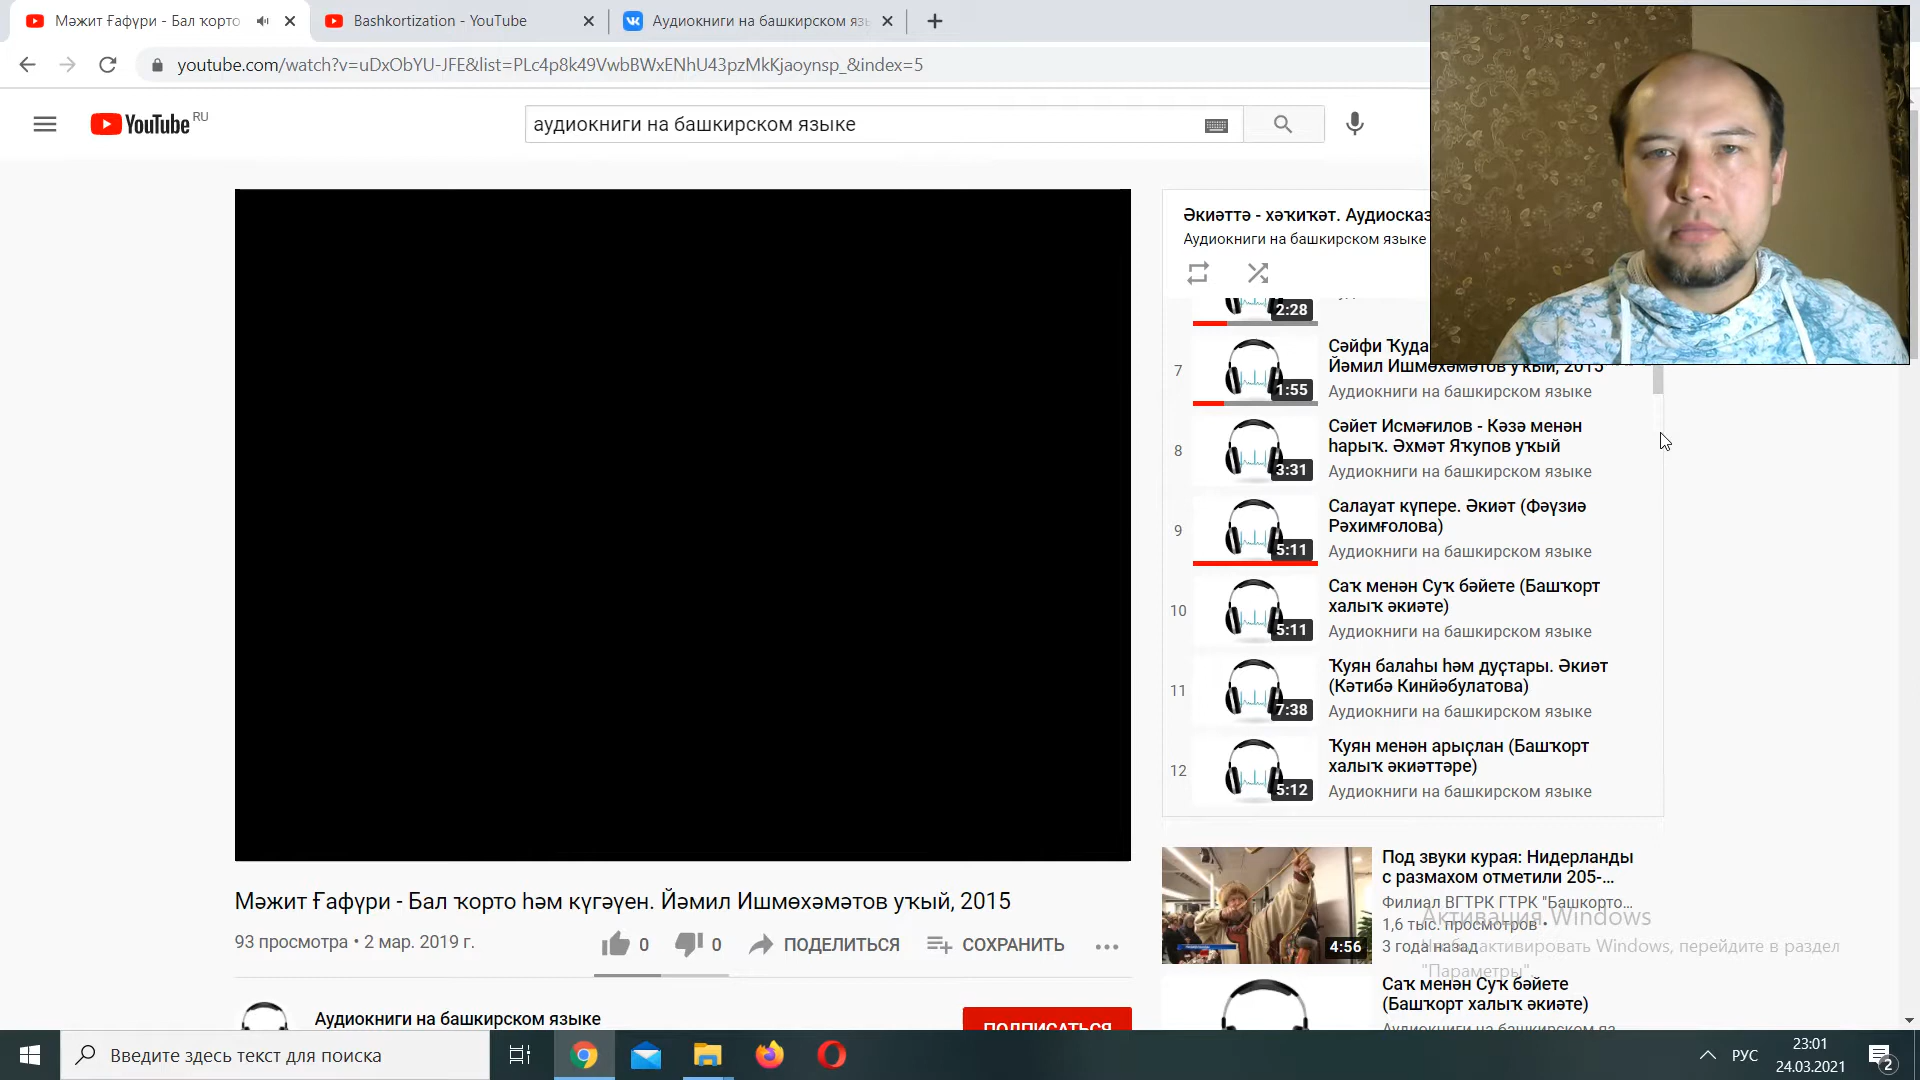 Мәжит Ғафури - Бал ҡорто
Bashkortization - YouTube
Аудиокниги на башкирском язы
youtube.com/watch?v=uDxObYU-JFE&list=PLc4p8k49VwbBWxENhU43pzMkKjaoynsp_&index=5
YouTube RU
аудиокниги на башкирском языке
Мәжит Ғафури - Бал ҡорто һәм күгәүен. Йәмил Ишмөхәмәтов уҡый, 2015
93 просмотра • 2 мар. 2019 г.
0
0
ПОДЕЛИТЬСЯ
СОХРАНИТЬ
Аудиокниги на башкирском языке
ПОДПИСАТЬСЯ
Әкиәттә - хәҡиҡәт. Аудиосказ
Аудиокниги на башкирском языке
2:28
7
1:55
Сәйфи Ҡуда
Йәмил Ишмөхәмәтов уҡый, 2015
Аудиокниги на башкирском языке
8
3:31
Сәйет Исмәғилов - Кәзә менән
һарыҡ. Әхмәт Яҡупов уҡый
Аудиокниги на башкирском языке
9
5:11
Салауат күпере. Әкиәт (Фәүзиә
Рәхимғолова)
Аудиокниги на башкирском языке
10
5:11
Саҡ менән Суҡ бәйете (Башҡорт
халыҡ әкиәте)
Аудиокниги на башкирском языке
11
7:38
Ҡуян балаһы һәм дуҫтары. Әкиәт
(Кәтибә Кинйәбулатова)
Аудиокниги на башкирском языке
12
5:12
Ҡуян менән арыҫлан (Башҡорт
халыҡ әкиәттәре)
Аудиокниги на башкирском языке
4:56
Под звуки курая: Нидерланды
с размахом отметили 205-...
Филиал ВГТРК ГТРК "Башкорто...
1,6 тыс. просмотров
3 года назад
Активация Windows
активировать Windows, перейдите в раздел
"Параметры".
Саҡ менән Суҡ бәйете
(Башҡорт халыҡ әкиәте)
Аудиокниги на башкирском яз
Введите здесь текст для поиска
РУС
23:01
24.03.2021
2